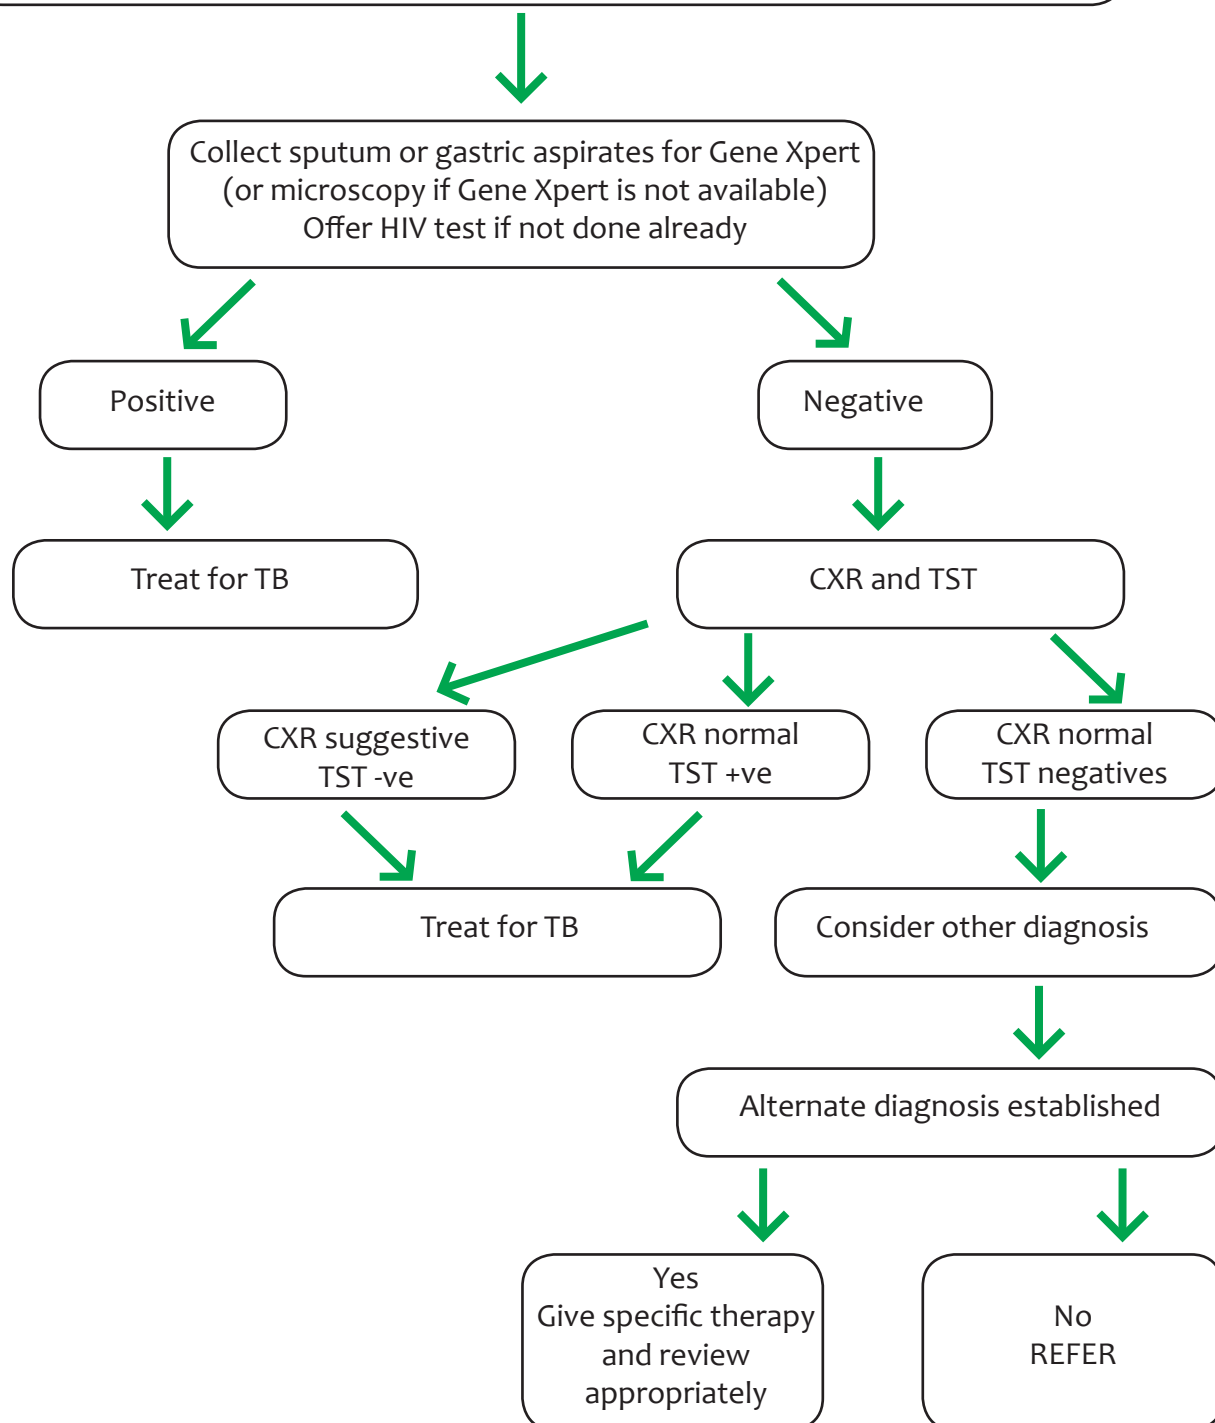 Collect sputum or gastric aspirates for Gene Xpert
(or microscopy if Gene Xpert is not available)
Offer HIV test if not done already
Positive
Negative
Treat for TB
CXR and TST
CXR suggestive
TST -ve
CXR normal
TST +ve
CXR normal
TST negatives
Treat for TB
Consider other diagnosis
Alternate diagnosis established
Yes
Give specific therapy
and review
appropriately
No
REFER